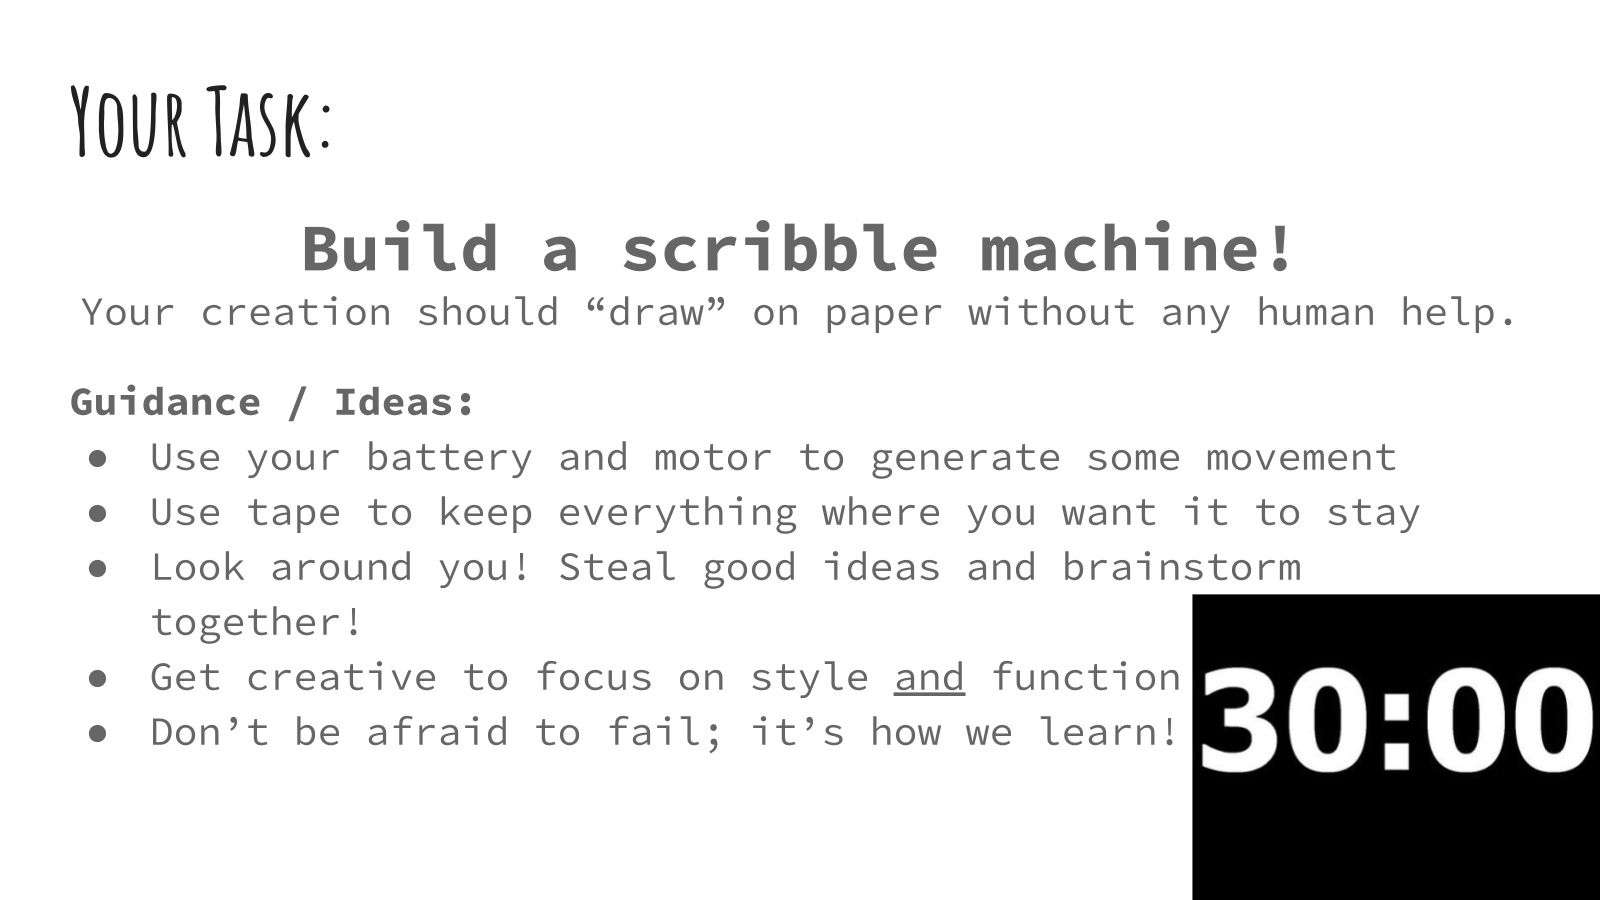 Your Task:
Build a scribble machine!
Your creation should “draw” on paper without any human help.
Guidance / Ideas:
● Use your battery and motor to generate some movement
● Use tape to keep everything where you want it to stay
● Look around you! Steal good ideas and brainstorm
together!
● Get creative to focus on style and function
● Don’t be afraid to fail; it’s how we learn!
30:00